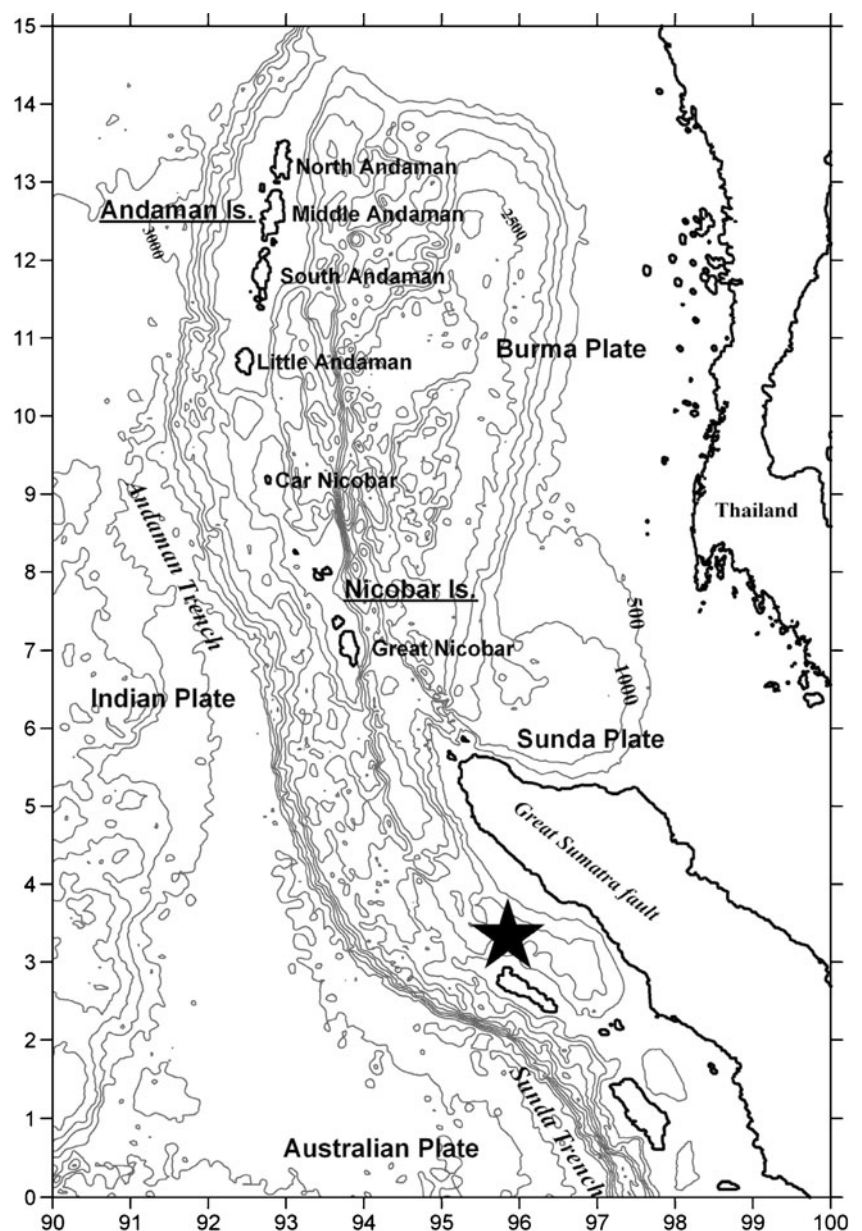 15
14
13
12
11
10
9
8
7
6
5
4
3
2
1
0
90 91 92 93 94 95 96 97 98 99 100
North Andaman
Andaman Is.
Middle Andaman
2500
3000
South Andaman
Burma Plate
Little Andaman
Car Nicobar
Andaman Trench
Thailand
Nicobar Is.
500
Great Nicobar
1000
Indian Plate
Sunda Plate
Great Sumatra fault
Sunda Trench
Australian Plate